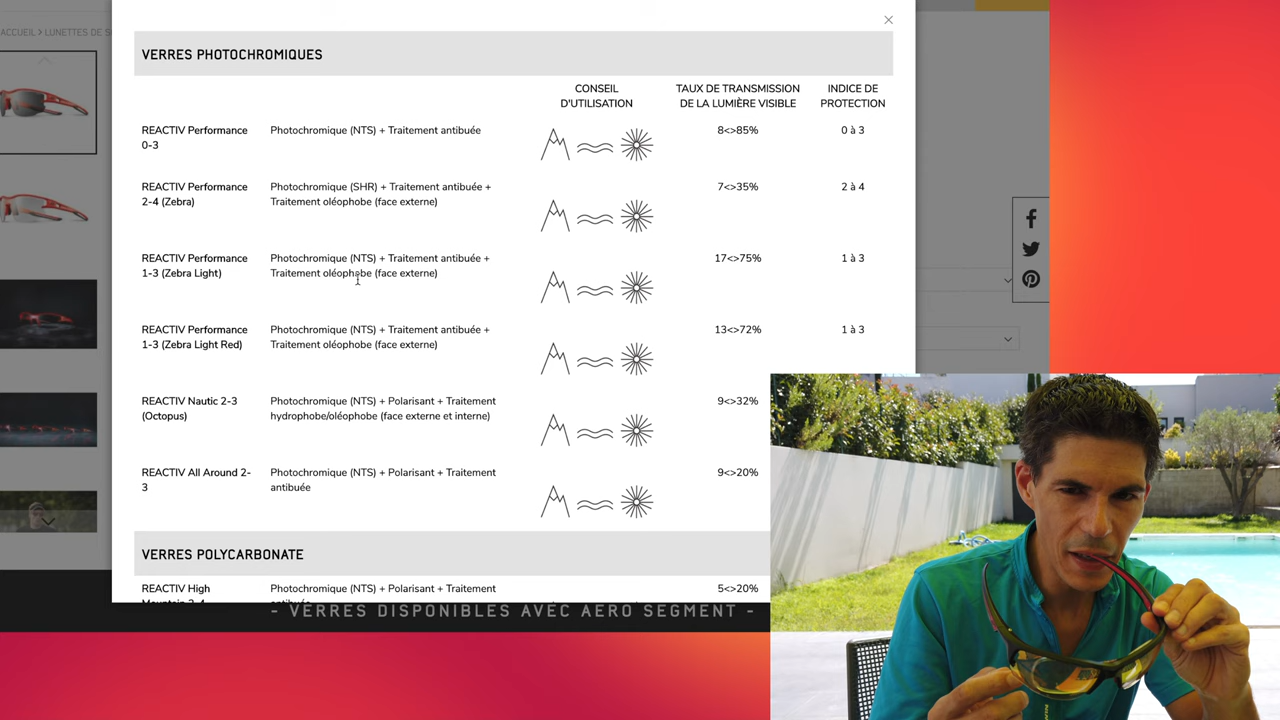 ACCUEIL > LUNETTES DE S
VERRES PHOTOCHROMIQUES
CONSEIL
D'UTILISATION
TAUX DE TRANSMISSION
DE LA LUMIÈRE VISIBLE
INDICE DE
PROTECTION
REACTIV Performance
0-3
Photochromique (NTS) + Traitement antibuée
8<>85%
0 à 3
REACTIV Performance
2-4 (Zebra)
Photochromique (SHR) + Traitement antibuée +
Traitement oléophobe (face externe)
7<>35%
2 à 4
REACTIV Performance
1-3 (Zebra Light)
Photochromique (NTS) + Traitement antibuée +
Traitement oléophobe (face externe)
17<>75%
1 à 3
REACTIV Performance
1-3 (Zebra Light Red)
Photochromique (NTS) + Traitement antibuée +
Traitement oléophobe (face externe)
13<>72%
1 à 3
REACTIV Nautic 2-3
(Octopus)
Photochromique (NTS) + Polarisant + Traitement
hydrophobe/oléophobe (face externe et interne)
9<>32%
REACTIV All Around 2-
3
Photochromique (NTS) + Polarisant + Traitement
antibuée
9<>20%
VERRES POLYCARBONATE
REACTIV High
Photochromique (NTS) + Polarisant + Traitement
5<>20%
- VERRES DISPONIBLES AVEC AERO SEGMENT -